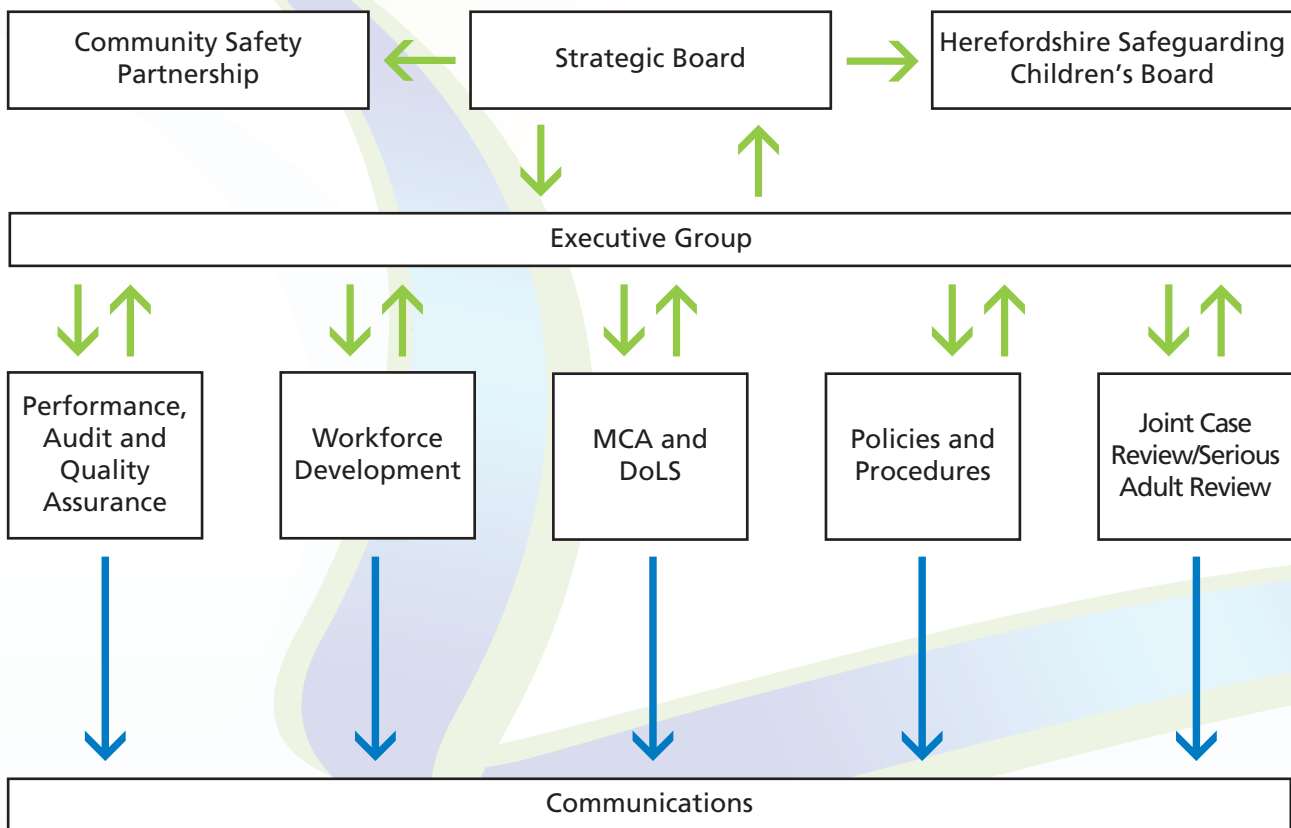 Community Safety
Partnership
Strategic Board
Herefordshire Safeguarding
Children's Board
Executive Group
Performance,
Audit and
Quality
Assurance
Workforce
Development
MCA and
DoLS
Policies and
Procedures
Joint Case
Review/Serious
Adult Review
Communications